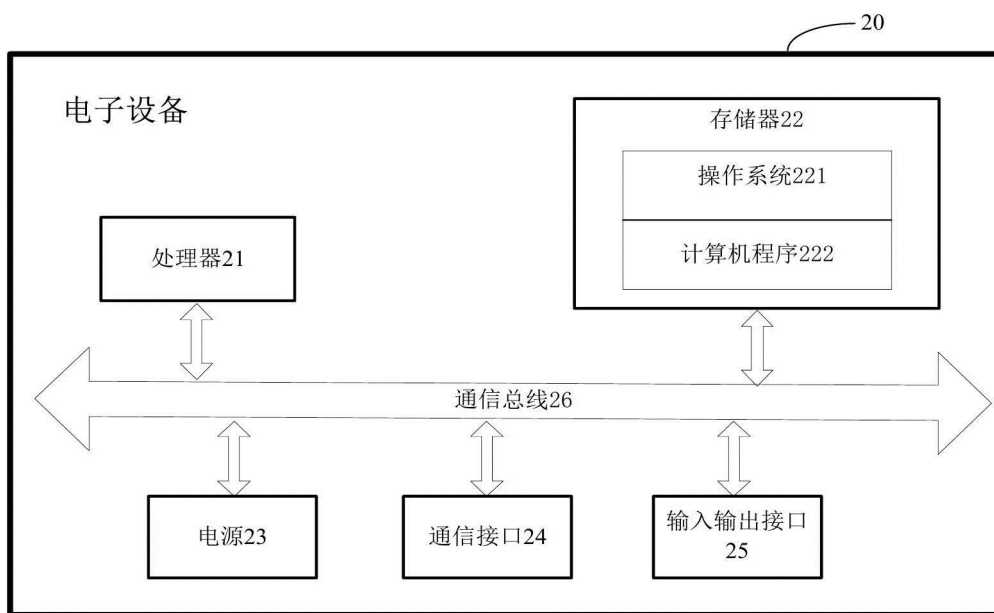 20
电子设备
存储器22
操作系统221
计算机程序222
处理器21
通信总线26
电源23
通信接口24
输入输出接口
25